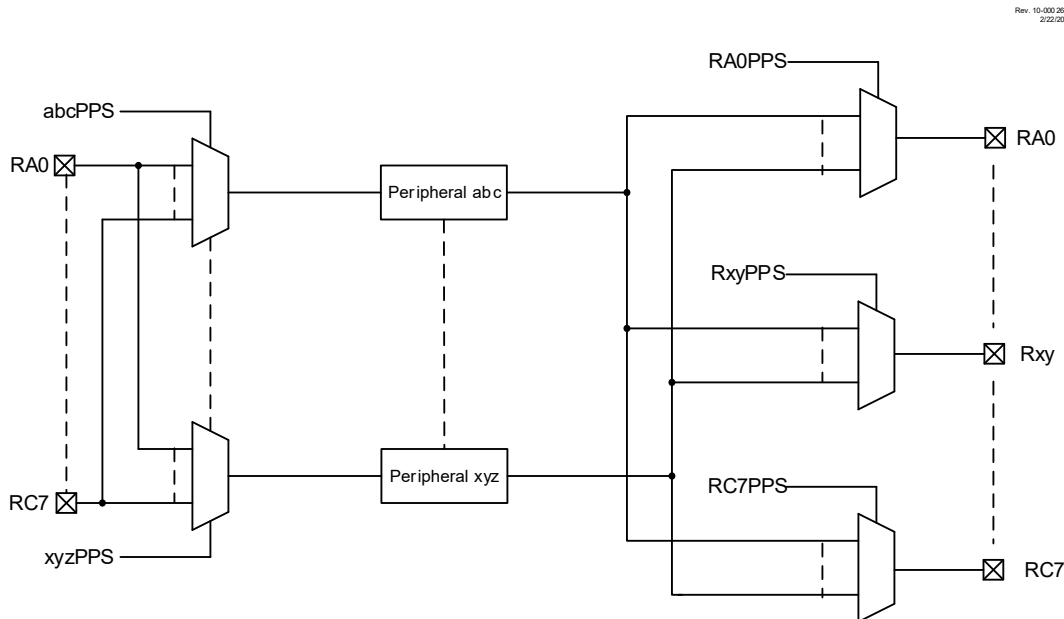 Rev. 10-000 26
2/22/20
RA0PPS
abcPPS
RA0
Peripheral abc
RA0
RxyPPS
Rxy
RC7
Peripheral xyz
RC7PPS
xyzPPS
RC7